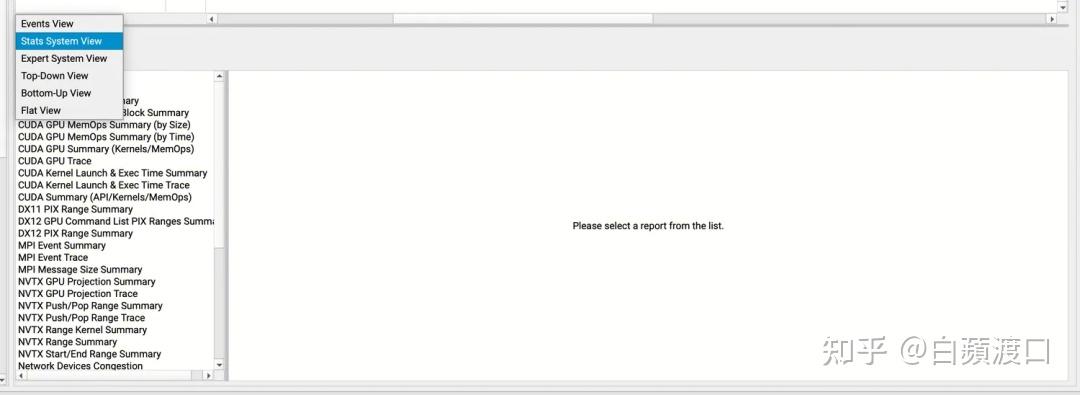 Events View
Stats System View
Expert System View
Top-Down View
Bottom-Up View
Flat View
Block Summary
CUDA GPU MemOps Summary (by Size)
CUDA GPU MemOps Summary (by Time)
CUDA GPU Summary (Kernels/MemOps)
CUDA GPU Trace
CUDA Kernel Launch & Exec Time Summary
CUDA Kernel Launch & Exec Time Trace
CUDA Summary (API/Kernels/MemOps)
DX11 PIX Range Summary
DX12 GPU Command List PIX Ranges Summa
DX12 PIX Range Summary
MPI Event Summary
MPI Event Trace
MPI Message Size Summary
NVTX GPU Projection Summary
NVTX GPU Projection Trace
NVTX Push/Pop Range Summary
NVTX Push/Pop Range Trace
NVTX Range Kernel Summary
NVTX Range Summary
NVTX Start/End Range Summary
Network Devices Congestion
Please select a report from the list.
知乎 @白蘋渡口